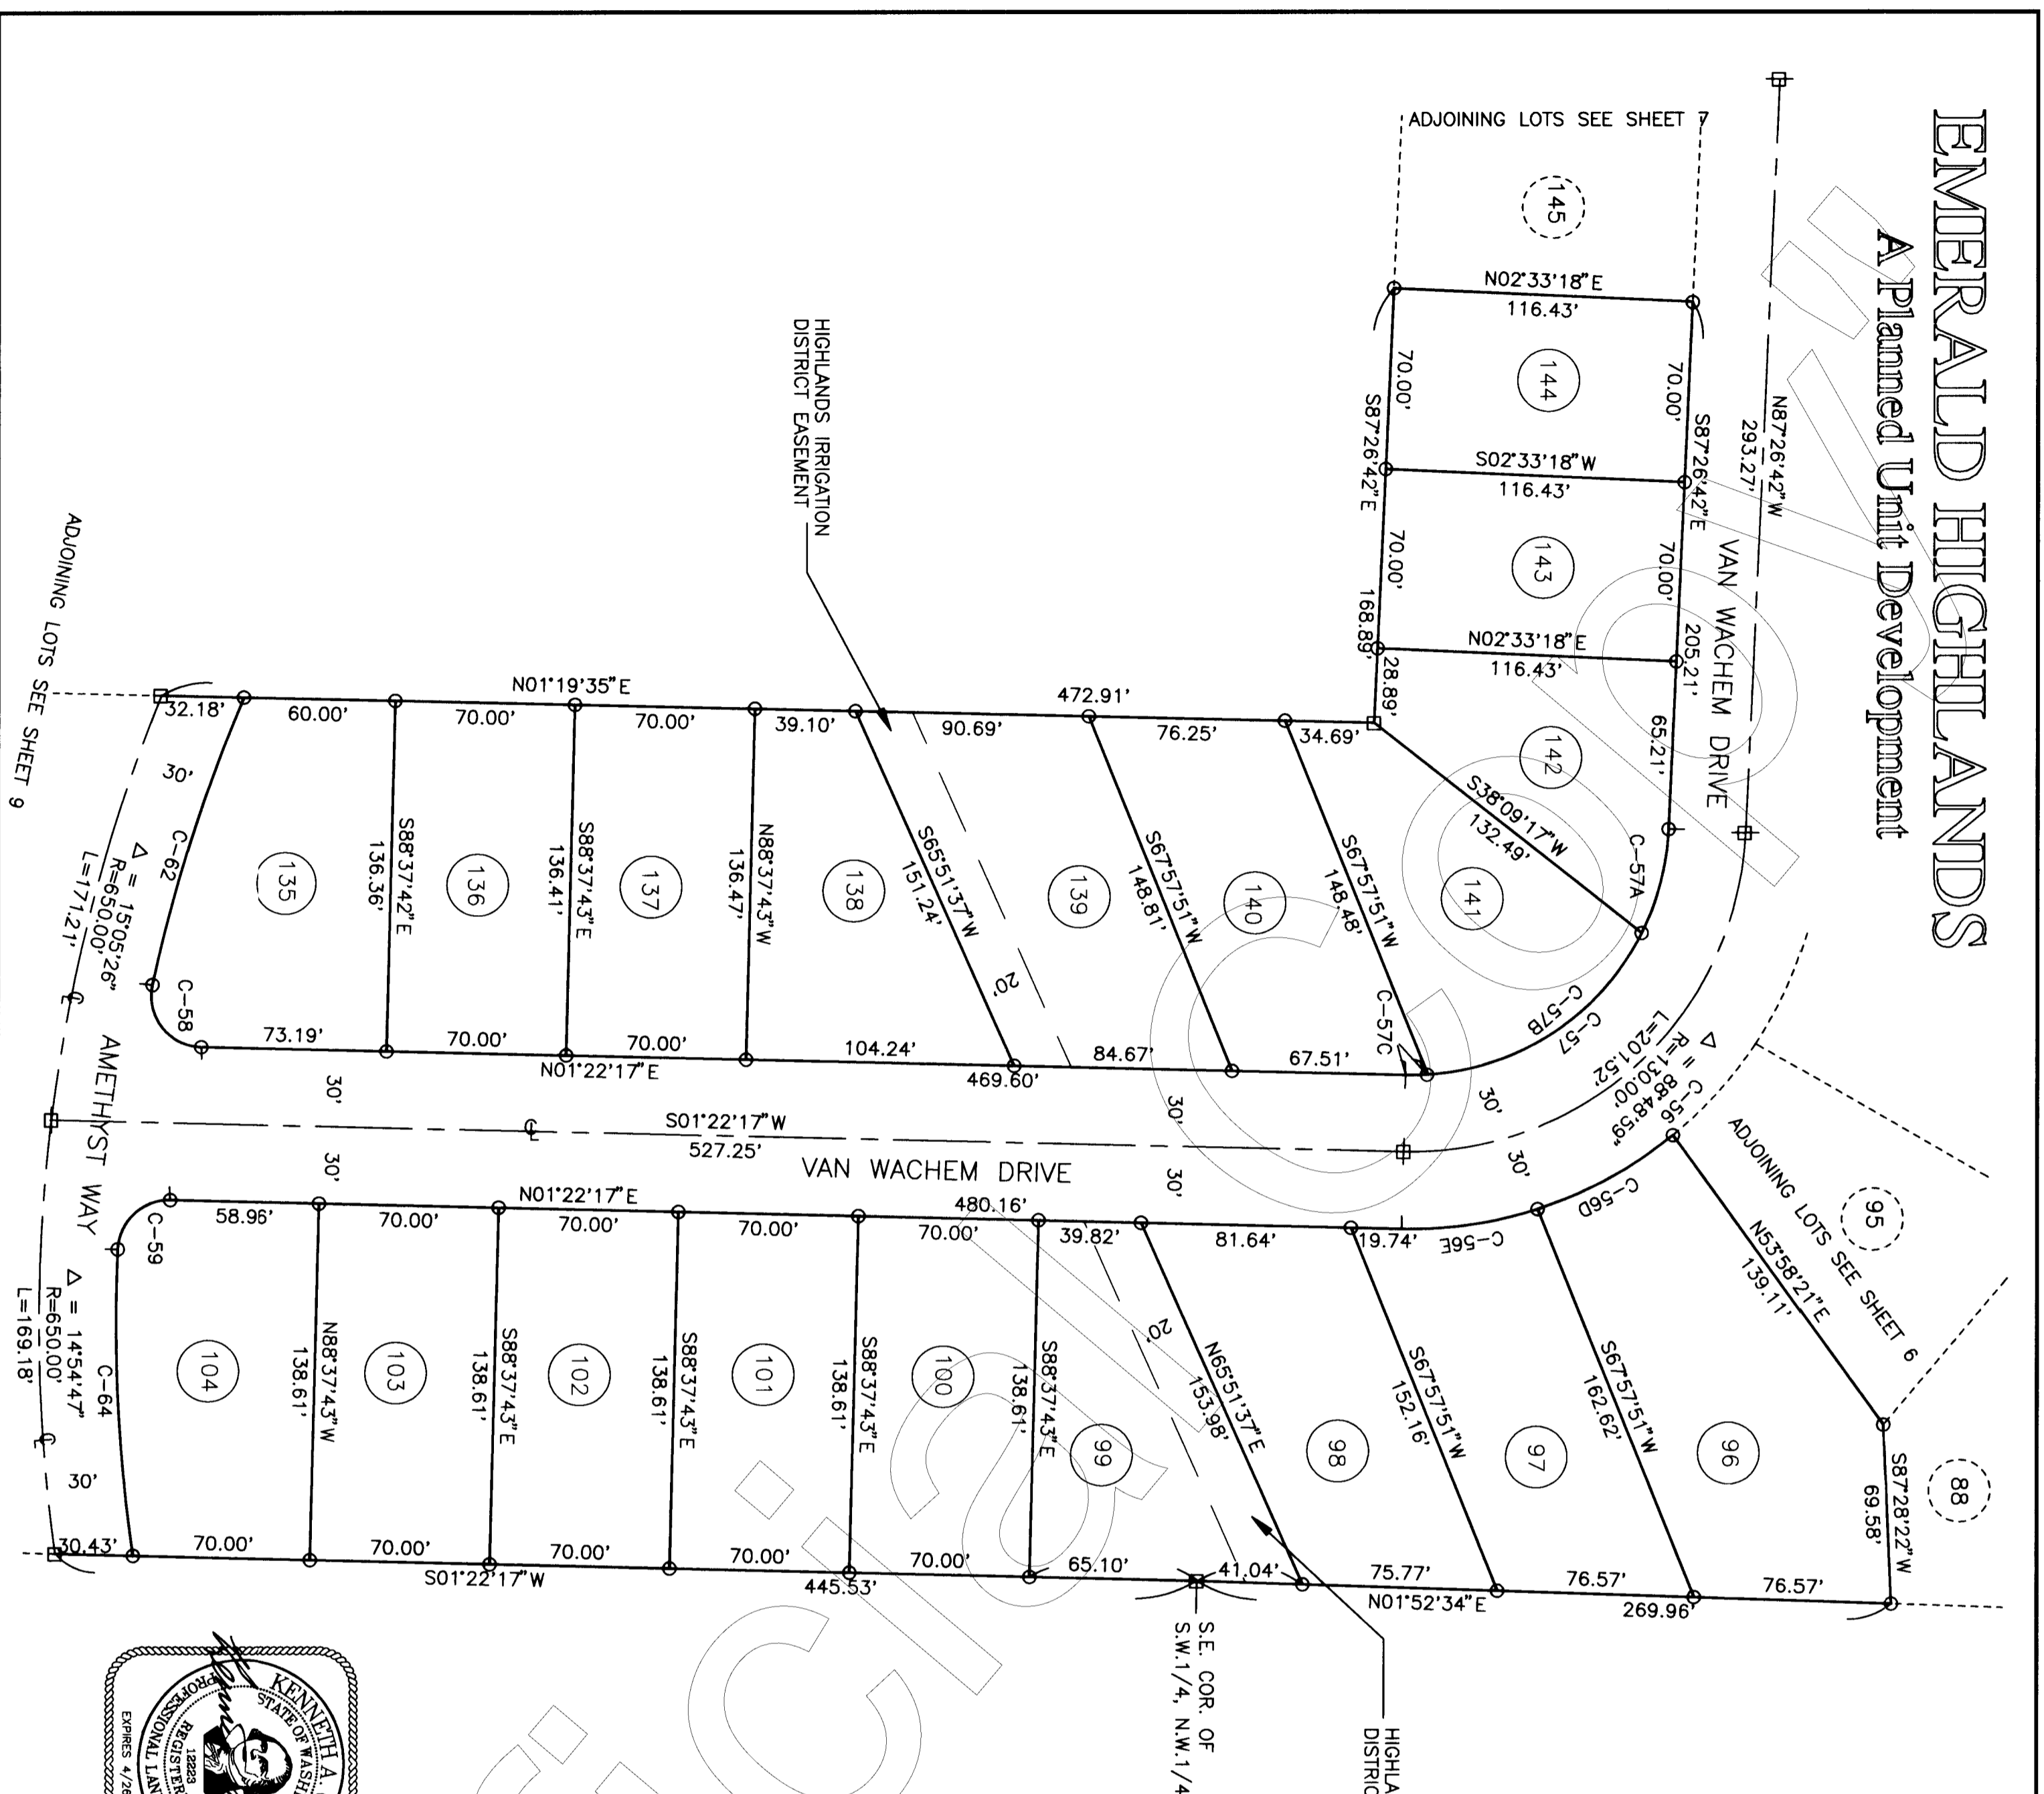 EMERALD HIGHLANDS
A Planned Unit Development
ADJOINING LOTS SEE SHEET 7
N87°26'42"W
293.27'
VAN WACHEM DRIVE
145
N02°33'18"E
116.43'
144
70.00'
S87°26'42"E
70.00'
S87°26'42"E
S02°33'18"W
116.43'
143
70.00'
205.21'
70.00'
168.89'
N02°33'18"E
116.43'
142
65.21'
28.89'
S38°09'17"W
132.49'
C-57A
141
C-57B
C-57
C-57C
C-56
Δ = 88°48'59"
R=130.00'
L=201.52'
30'
30'
ADJOINING LOTS SEE SHEET 6
95
88
N53°58'21"E
139.11'
S87°28'22"W
69.58'
C-56D
C-56E
HIGHLANDS IRRIGATION
DISTRICT EASEMENT
N01°19'35"E
472.91'
32.18'
60.00'
70.00'
70.00'
39.10'
90.69'
76.25'
34.69'
135
S88°37'42"E
136.36'
136
S88°37'43"E
136.41'
137
N88°37'43"W
136.47'
138
S65°51'37"W
151.24'
20'
139
S67°57'51"W
148.81'
140
S67°57'51"W
148.48'
C-62
C-58
73.19'
70.00'
70.00'
104.24'
84.67'
67.51'
N01°22'17"E
469.60'
ADJOINING LOTS SEE SHEET 9
30'
Δ = 15°05'26"
R=650.00'
L=171.21'
AMETHYST WAY
30'
30'
30'
30'
S01°22'17"W
527.25'
VAN WACHEM DRIVE
N01°22'17"E
480.16'
58.96'
70.00'
70.00'
70.00'
70.00'
39.82'
81.64'
19.74'
C-59
C-64
Δ = 14°54'47"
R=650.00'
L=169.18'
30'
104
N88°37'43"W
138.61'
103
S88°37'43"E
138.61'
102
S88°37'43"E
138.61'
101
S88°37'43"E
138.61'
100
S88°37'43"E
138.61'
99
20'
N65°51'37"E
153.98'
98
S67°57'51"W
152.16'
97
S67°57'51"W
162.62'
96
30.43'
70.00'
70.00'
70.00'
70.00'
70.00'
65.10'
41.04'
75.77'
76.57'
76.57'
S01°22'17"W
445.53'
N01°52'34"E
269.96'
S.E. COR. OF
S.W.1/4, N.W.1/4
HIGHLA
DISTRIC
KENNETH A.
STATE OF WASHI
12223
REGISTER
PROFESSIONAL LAN
EXPIRES 4/26